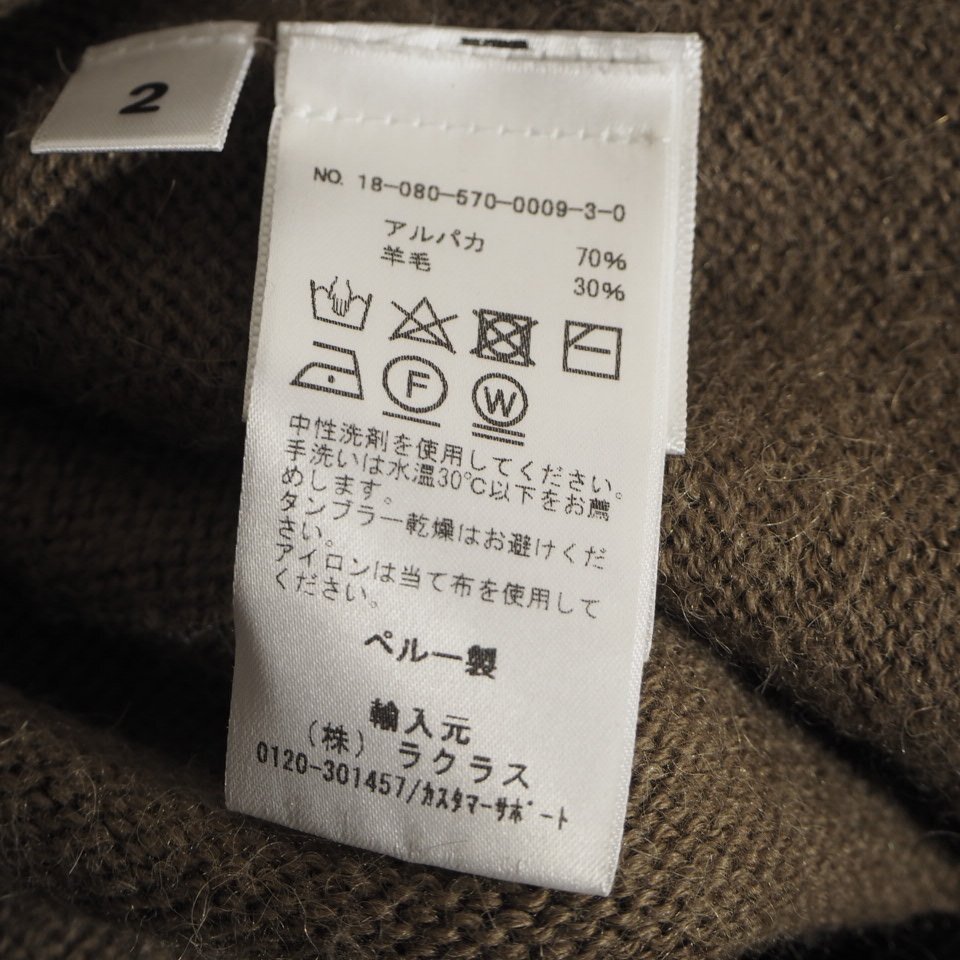 2
NO. 18-080-570-0009-3-0
アルパカ 70%
羊毛 30%
F W
中性洗剤を使用してください。
手洗いは水温30℃以下をお薦
めします。
タンブラー乾燥はお避けくだ
さい。
アイロンは当て布を使用して
ください。
ペルー製
輸入元
(株) ラクラス
0120-301457/ｶｽﾀﾏｰｻﾎﾟｰﾄ